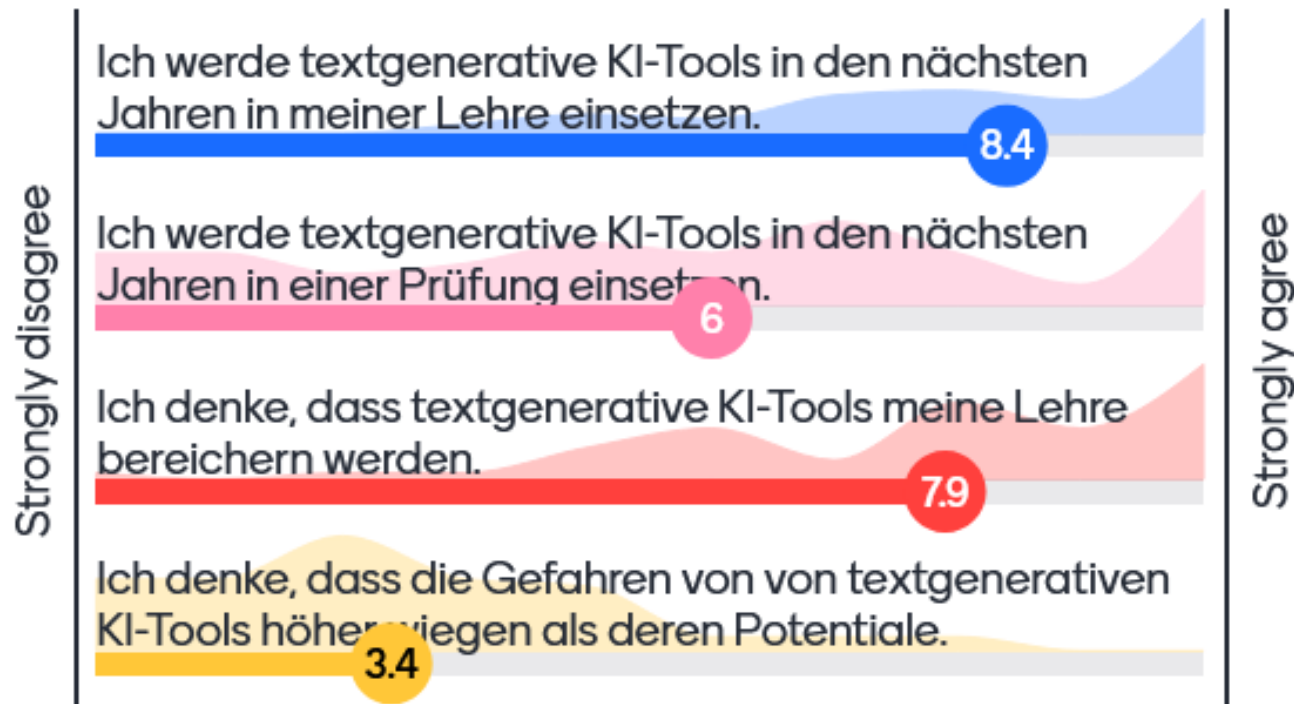 Strongly disagree
Ich werde textgenerative KI-Tools in den nächsten
Jahren in meiner Lehre einsetzen.
8.4
Ich werde textgenerative KI-Tools in den nächsten
Jahren in einer Prüfung einsetzen.
6
Ich denke, dass textgenerative KI-Tools meine Lehre
bereichern werden.
7.9
Ich denke, dass die Gefahren von von textgenerativen
KI-Tools höher wiegen als deren Potentiale.
3.4
Strongly agree